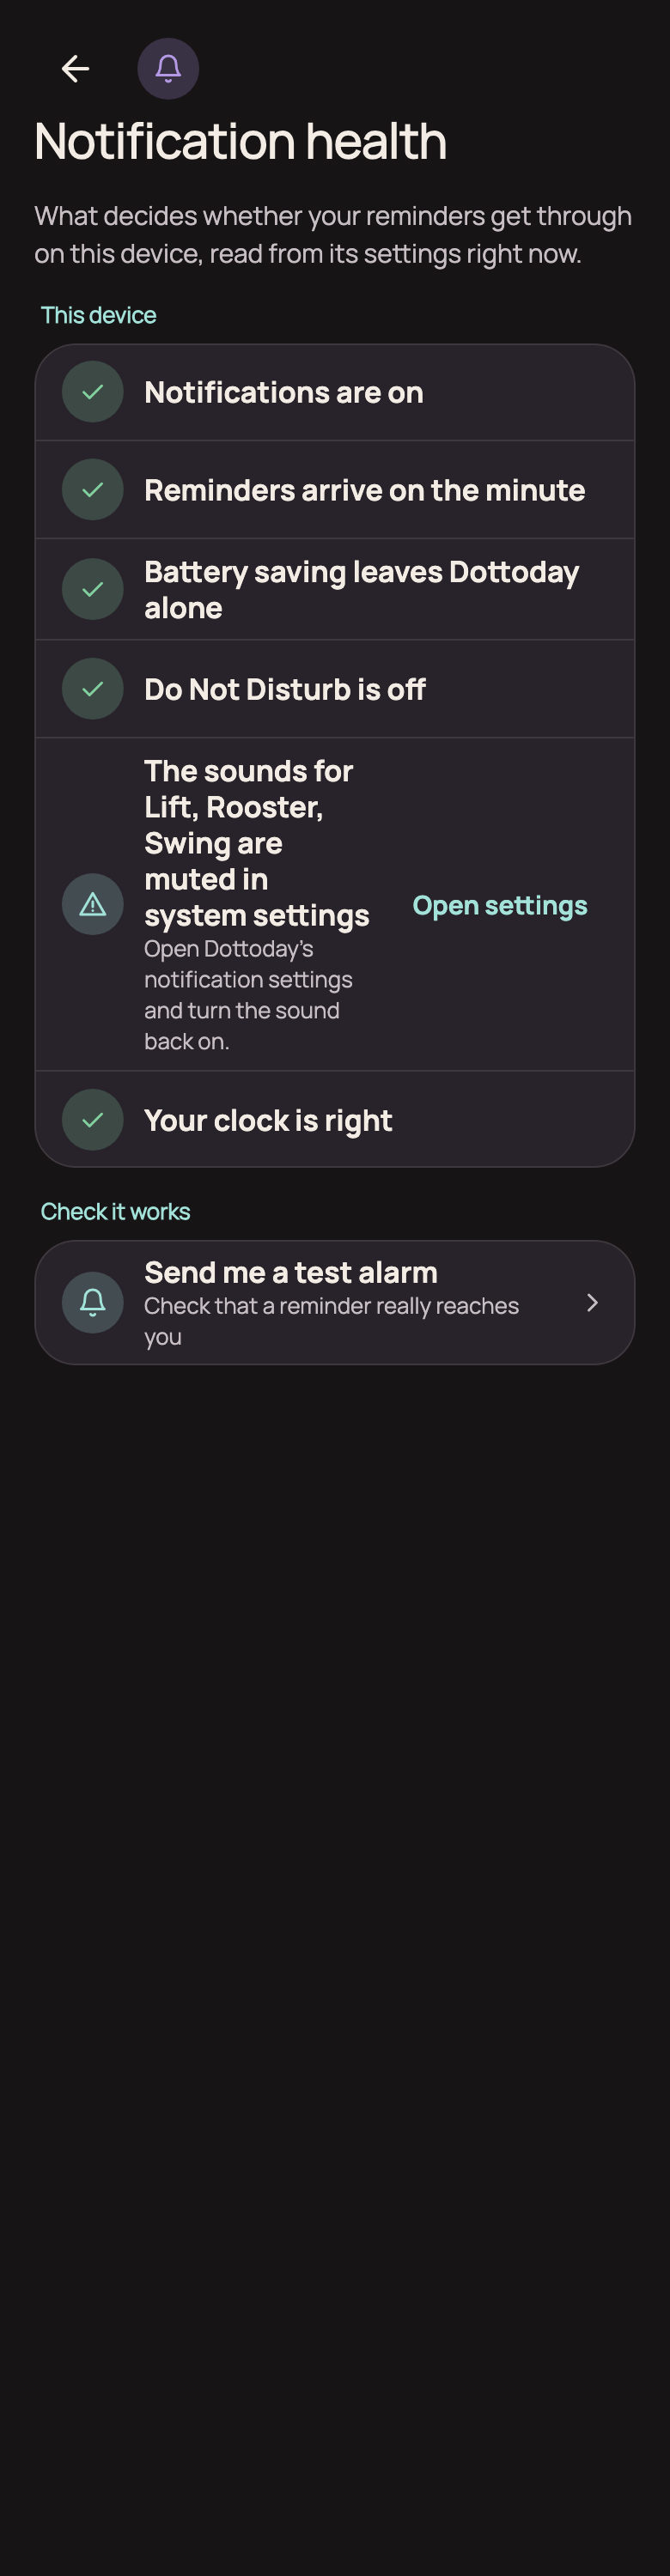 Notification health
What decides whether your reminders get through
on this device, read from its settings right now.
This device
Notifications are on
Reminders arrive on the minute
Battery saving leaves Dottoday
alone
Do Not Disturb is off
The sounds for
Lift, Rooster,
Swing are
muted in
system settings
Open Dottoday's
notification settings
and turn the sound
back on.
Open settings
Your clock is right
Check it works
Send me a test alarm
Check that a reminder really reaches
you